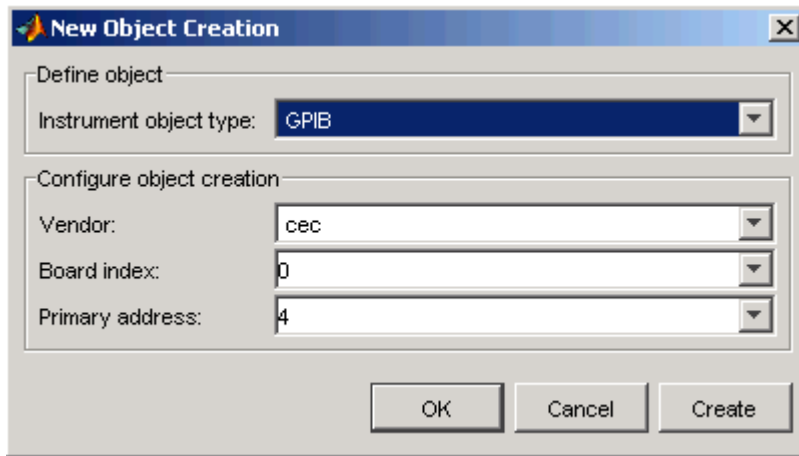 New Object Creation
Define object
Instrument object type: GPIB
Configure object creation
Vendor: cec
Board index: 0
Primary address: 4
OK Cancel Create